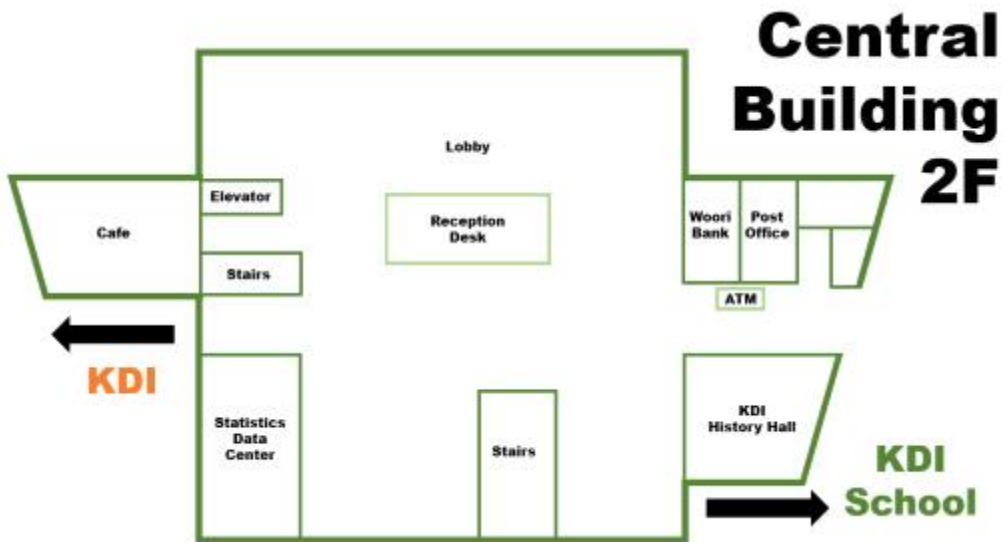 Central
Building
2F
Lobby
Elevator
Cafe
Reception
Desk
Woori
Bank
Post
Office
Stairs
ATM
KDI
Statistics
Data
Center
Stairs
KDI
History Hall
KDI
School